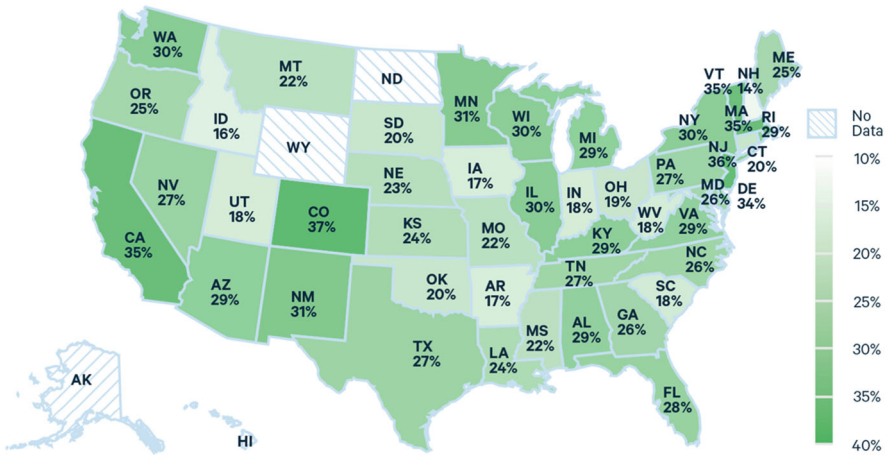 WA
30%
OR
25%
CA
35%
ID
16%
NV
27%
MT
22%
WY
UT
18%
AZ
29%
CO
37%
NM
31%
ND
SD
20%
NE
23%
KS
24%
OK
20%
TX
27%
MN
31%
IA
17%
MO
22%
AR
17%
LA
24%
WI
30%
IL
30%
MS
22%
MI
29%
IN
18%
OH
19%
KY
29%
TN
27%
AL
29%
GA
26%
FL
28%
SC
18%
NC
26%
VA
29%
WV
18%
PA
27%
NY
30%
VT
35%
NH
14%
ME
25%
MA
35%
RI
29%
CT
20%
NJ
36%
MD
26%
DE
34%
AK
HI
No
Data
10%
15%
20%
25%
30%
35%
40%